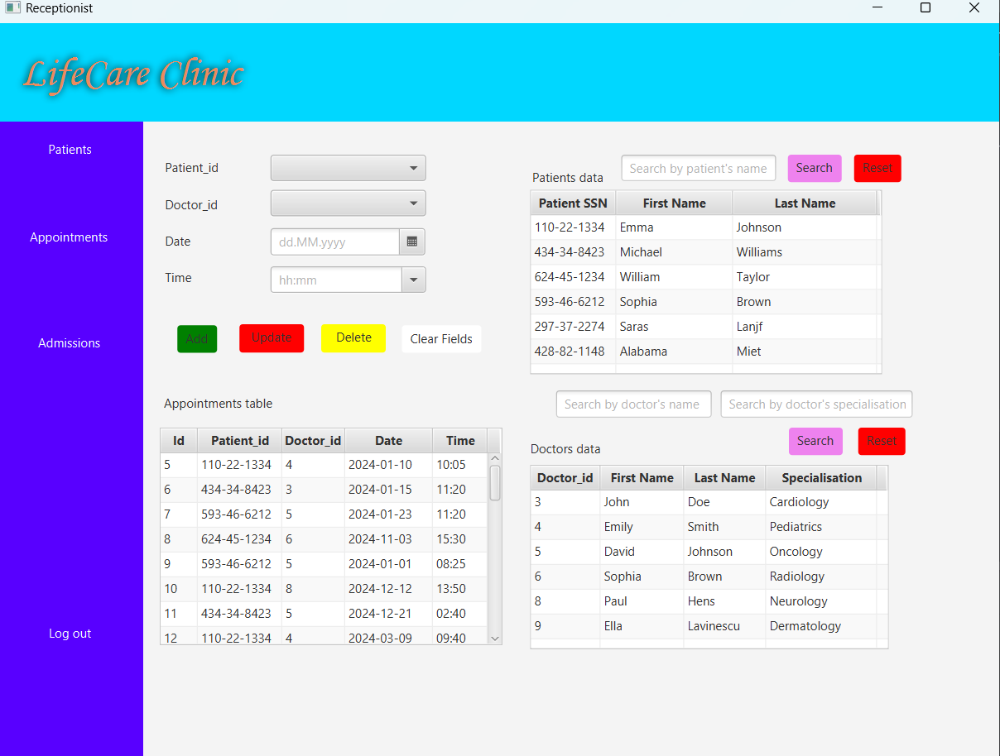 Receptionist
LifeCare Clinic
Patients
Appointments
Admissions
Log out
Patient_id
Doctor_id
Date dd.MM.yyyy
Time hh:mm
Add Update Delete Clear Fields
Patients data Search by patient's name Search Reset
Patient SSN First Name Last Name
110-22-1334 Emma Johnson
434-34-8423 Michael Williams
624-45-1234 William Taylor
593-46-6212 Sophia Brown
297-37-2274 Saras Lanjf
428-82-1148 Alabama Miet
Appointments table
Id Patient_id Doctor_id Date Time
5 110-22-1334 4 2024-01-10 10:05
6 434-34-8423 3 2024-01-15 11:20
7 593-46-6212 5 2024-01-23 11:20
8 624-45-1234 6 2024-11-03 15:30
9 593-46-6212 5 2024-01-01 08:25
10 110-22-1334 8 2024-12-12 13:50
11 434-34-8423 5 2024-12-21 02:40
12 110-22-1334 4 2024-03-09 09:40
Search by doctor's name Search by doctor's specialisation
Doctors data Search Reset
Doctor_id First Name Last Name Specialisation
3 John Doe Cardiology
4 Emily Smith Pediatrics
5 David Johnson Oncology
6 Sophia Brown Radiology
8 Paul Hens Neurology
9 Ella Lavinescu Dermatology